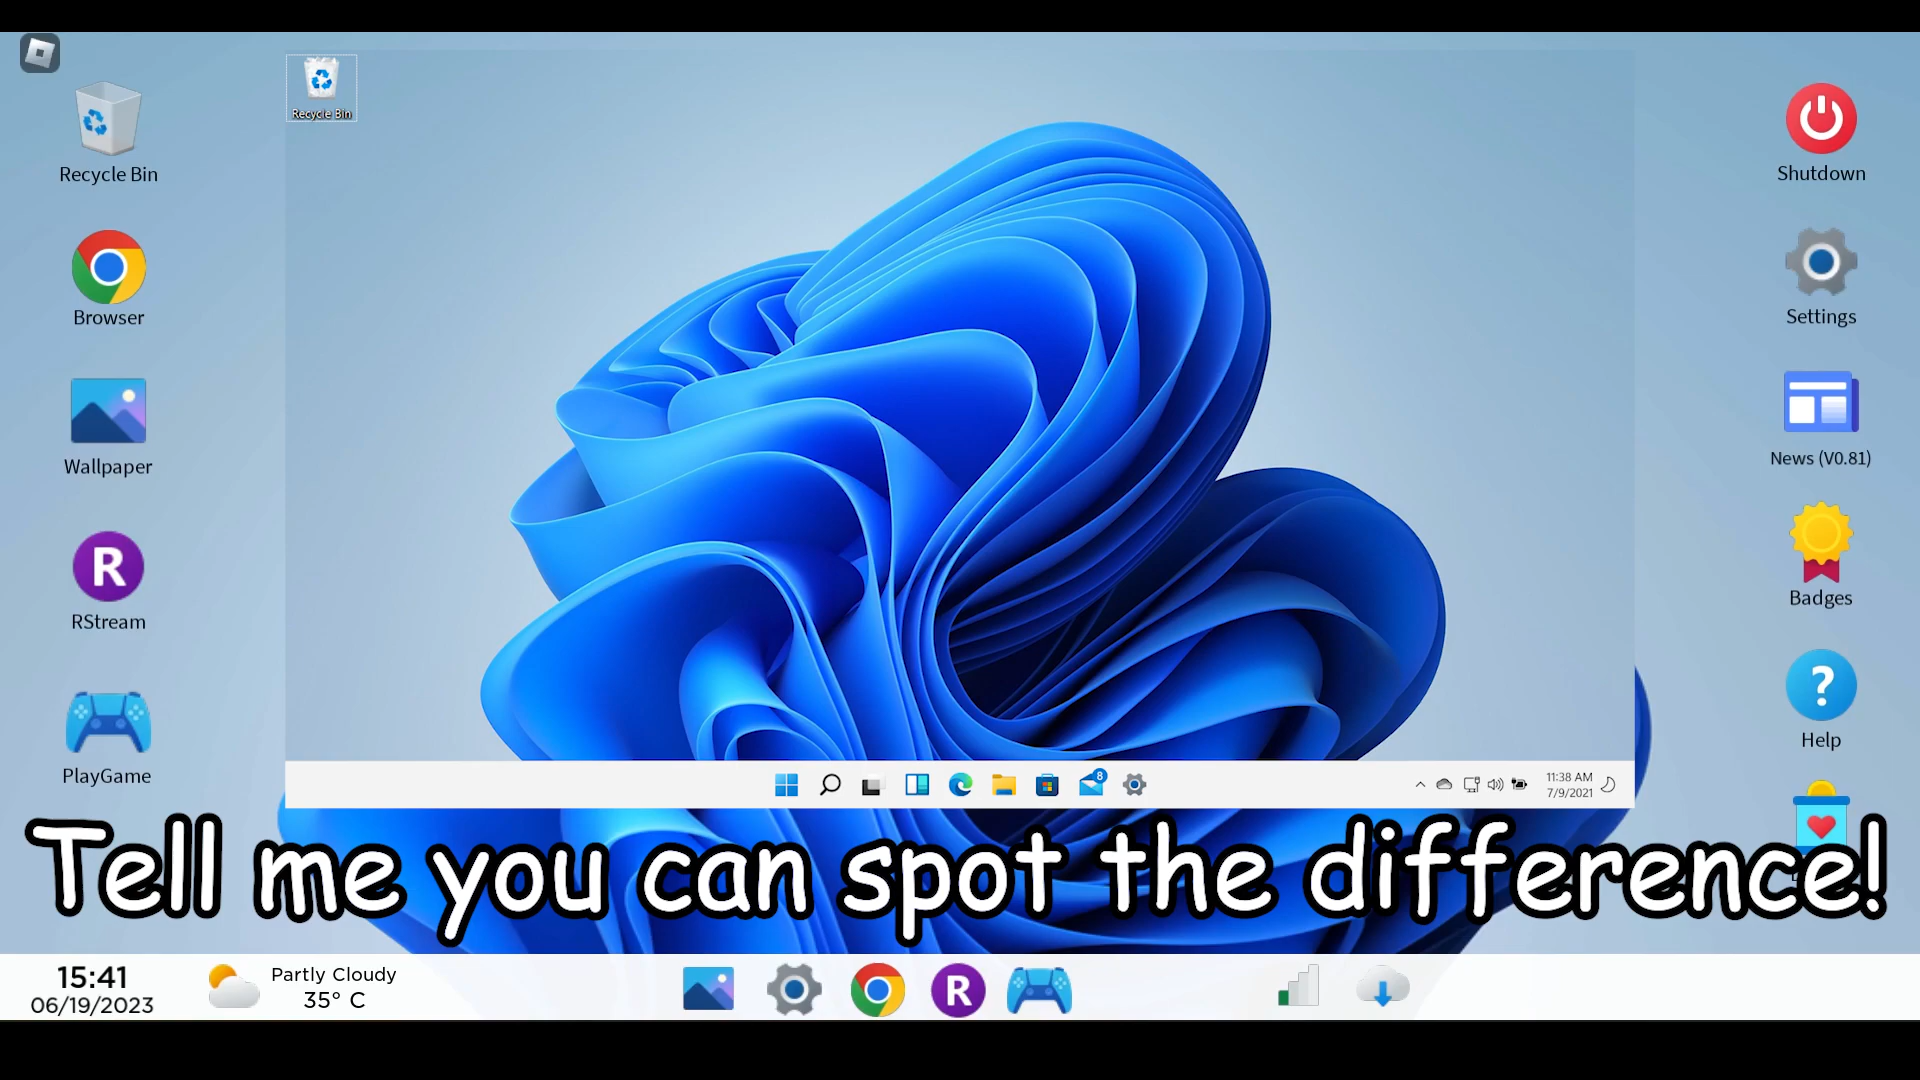 Recycle Bin
Browser
Wallpaper
R
RStream
PlayGame
Recycle Bin
8
11:38 AM
7/9/2021
Shutdown
Settings
News (V0.81)
Badges
?
Help
Tell me you can spot the difference!
15:41
06/19/2023
Partly Cloudy
35° C
R